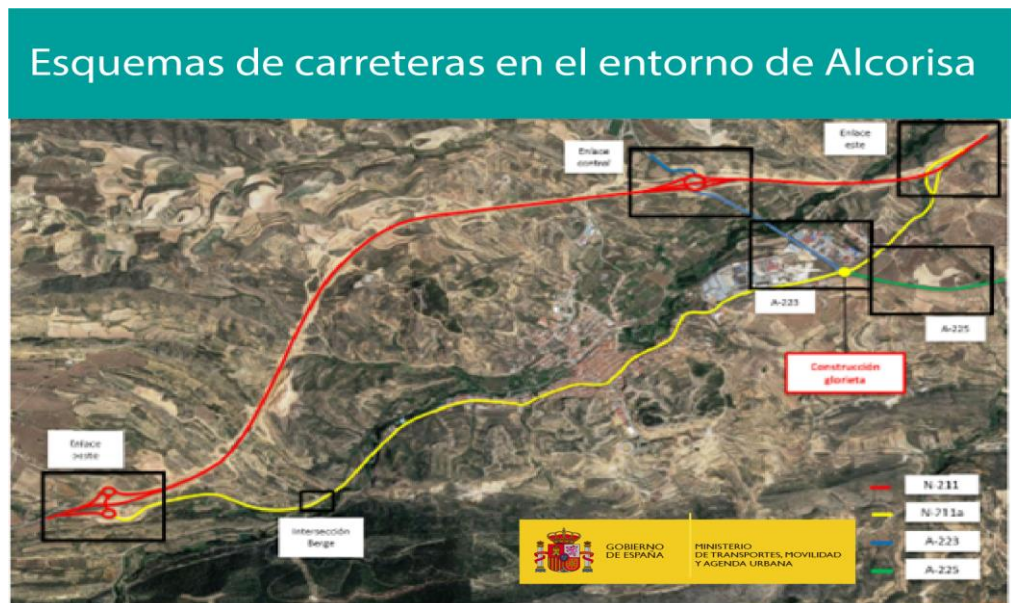 Esquemas de carreteras en el entorno de Alcorisa
Enlace
este
Enlace
central
A-223
A-225
Construcción
glorieta
Enlace
oeste
Intersección
Berge
N-211
N-211a
A-223
A-225
GOBIERNO
DE ESPAÑA
MINISTERIO
DE TRANSPORTES, MOVILIDAD
Y AGENDA URBANA